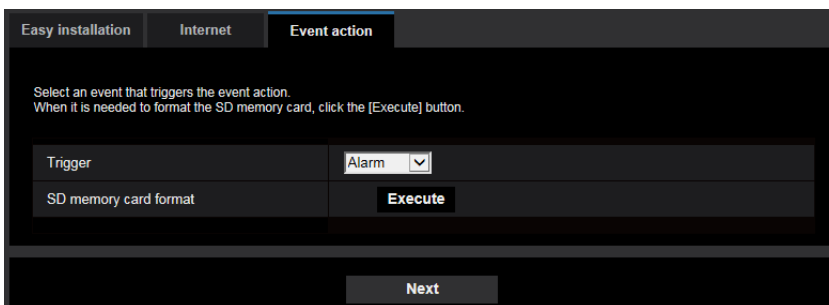 Easy installation
Internet
Event action
Select an event that triggers the event action.
When it is needed to format the SD memory card, click the [Execute] button.
Trigger
Alarm
SD memory card format
Execute
Next